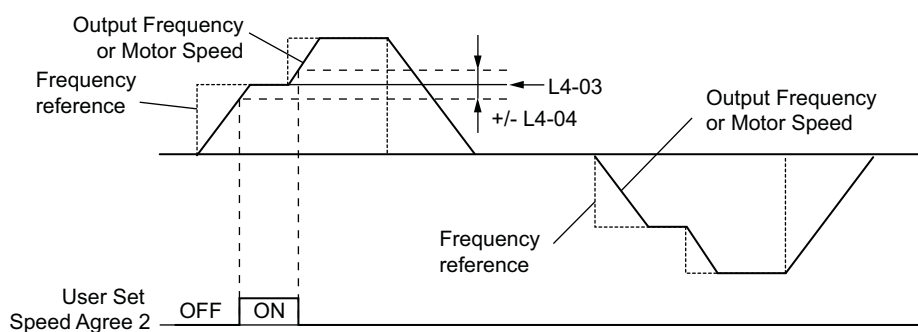 Output Frequency
or Motor Speed
Frequency
reference
L4-03
+/- L4-04
Output Frequency
or Motor Speed
Frequency
reference
User Set
Speed Agree 2
OFF
ON